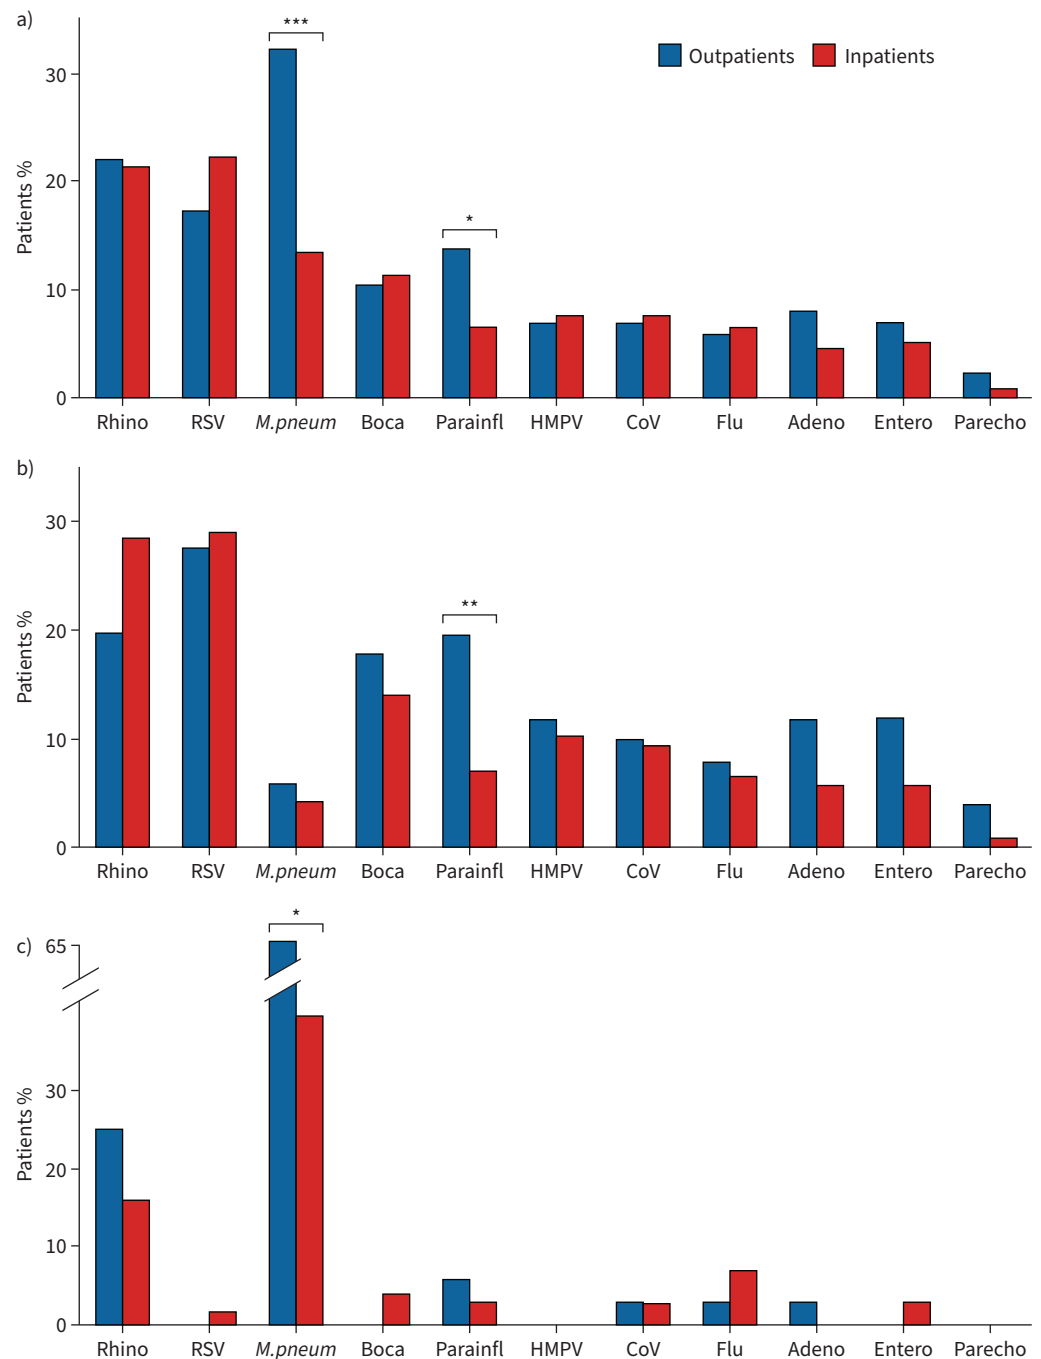 a)
***
Outpatients Inpatients
30
*
20
10
0
Patients %
Rhino RSV M.pneum Boca Parainfl HMPV CoV Flu Adeno Entero Parecho
b)
30
**
20
10
0
Patients %
Rhino RSV M.pneum Boca Parainfl HMPV CoV Flu Adeno Entero Parecho
*
c) 65
30
20
10
0
Patients %
Rhino RSV M.pneum Boca Parainfl HMPV CoV Flu Adeno Entero Parecho